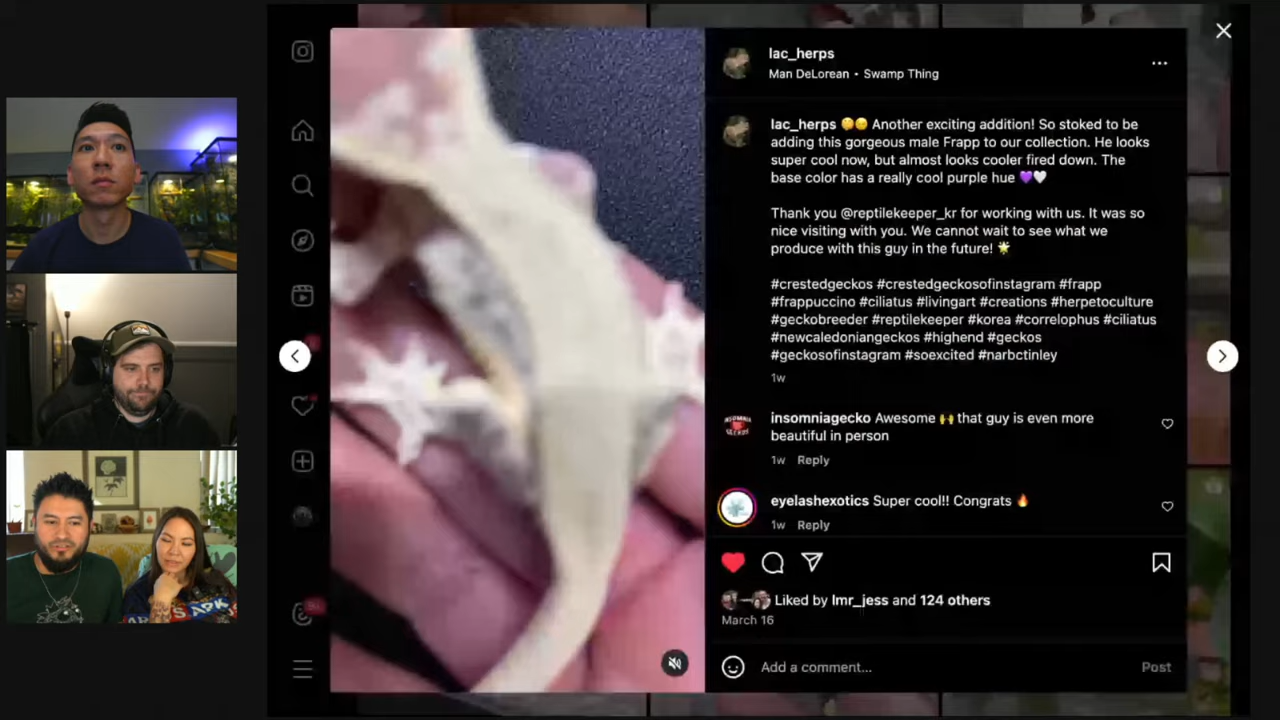 lac_herps
Man DeLorean • Swamp Thing
lac_herps 🤭🤫 Another exciting addition! So stoked to be
adding this gorgeous male Frapp to our collection. He looks
super cool now, but almost looks cooler fired down. The
base color has a really cool purple hue 💜🤍
Thank you @reptilekeeper_kr for working with us. It was so
nice visiting with you. We cannot wait to see what we
produce with this guy in the future! 🌟
#crestedgeckos #crestedgeckosofinstagram #frapp
#frappuccino #ciliatus #livingart #creations #herpetoculture
#geckobreeder #reptilekeeper #korea #correlophus #ciliatus
#newcaledoniangeckos #highend #geckos
#geckosofinstagram #soexcited #narbctinley
1w
insomniagecko Awesome 🙌 that guy is even more
beautiful in person
1w Reply
eyelashexotics Super cool!! Congrats 🔥
1w Reply
Liked by lmr_jess and 124 others
March 16
Add a comment...
Post